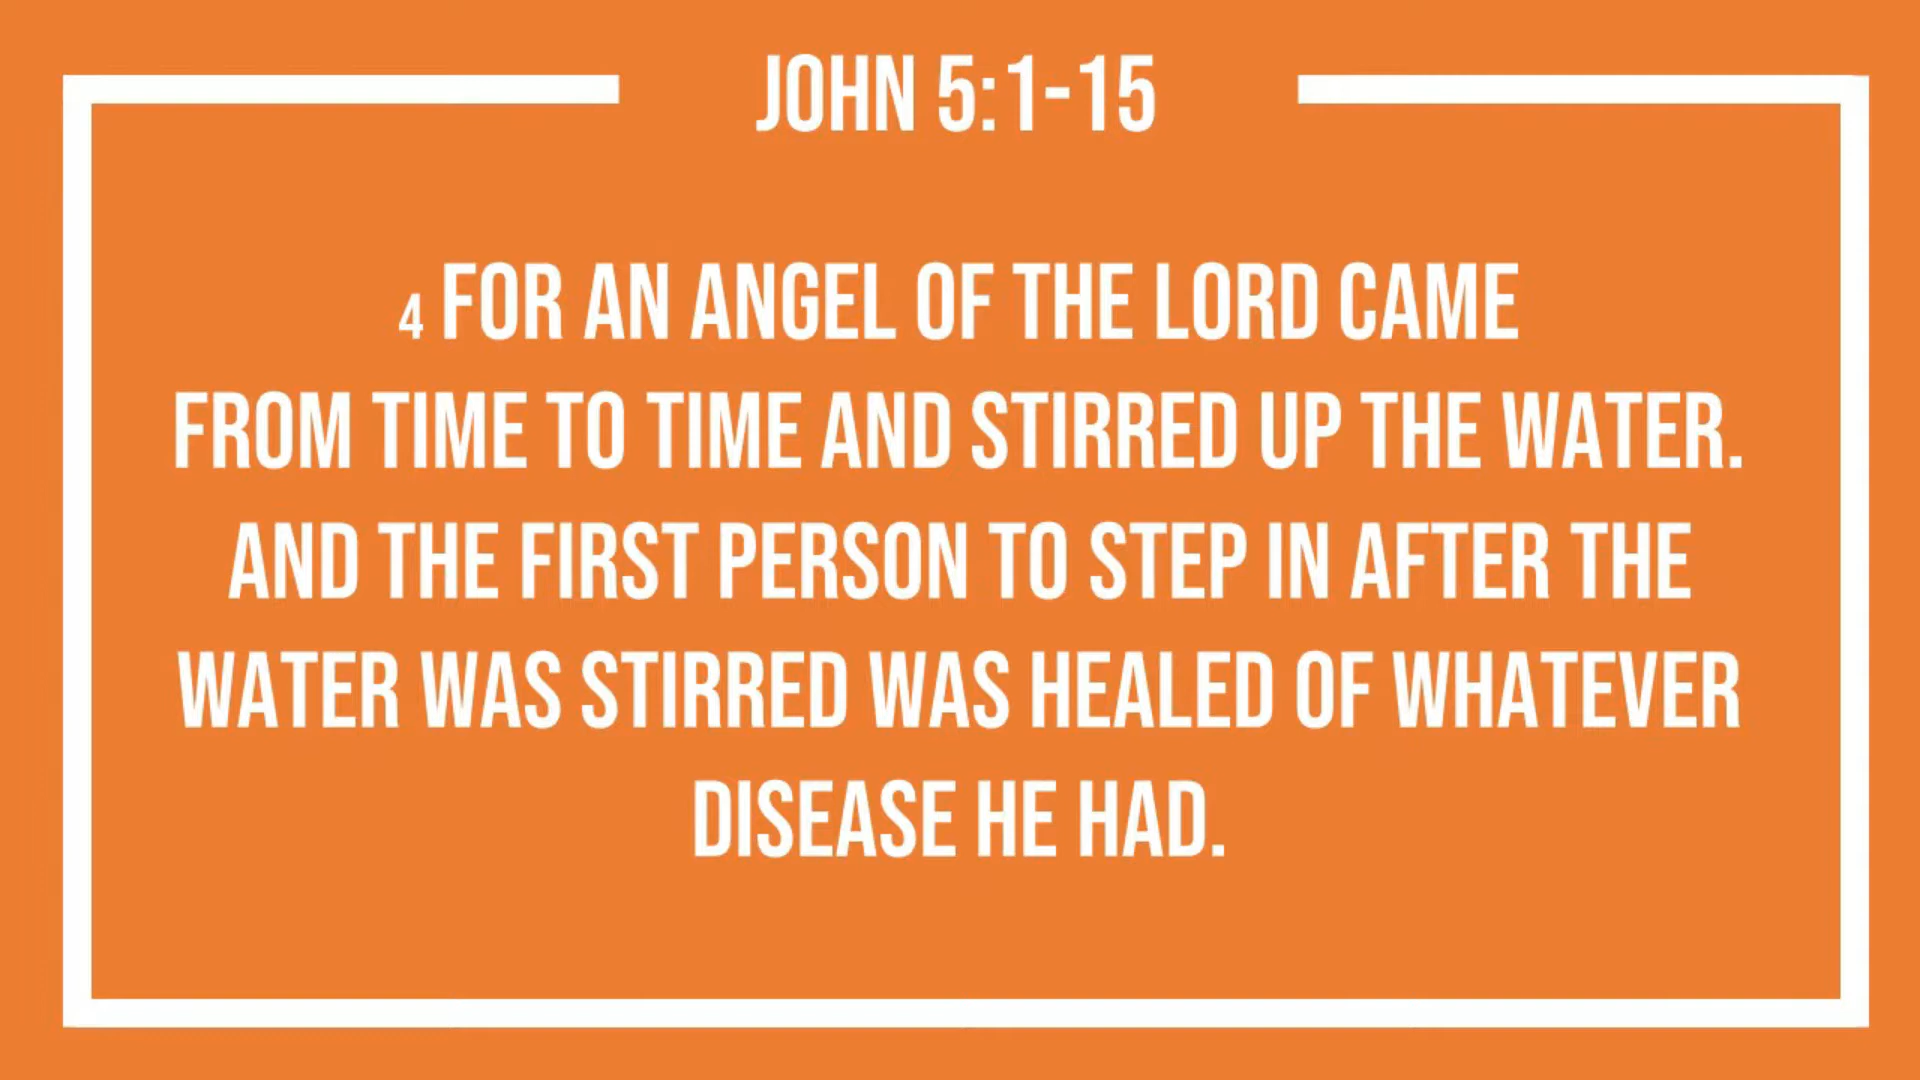 JOHN 5:1-15
4 FOR AN ANGEL OF THE LORD CAME
FROM TIME TO TIME AND STIRRED UP THE WATER.
AND THE FIRST PERSON TO STEP IN AFTER THE
WATER WAS STIRRED WAS HEALED OF WHATEVER
DISEASE HE HAD.